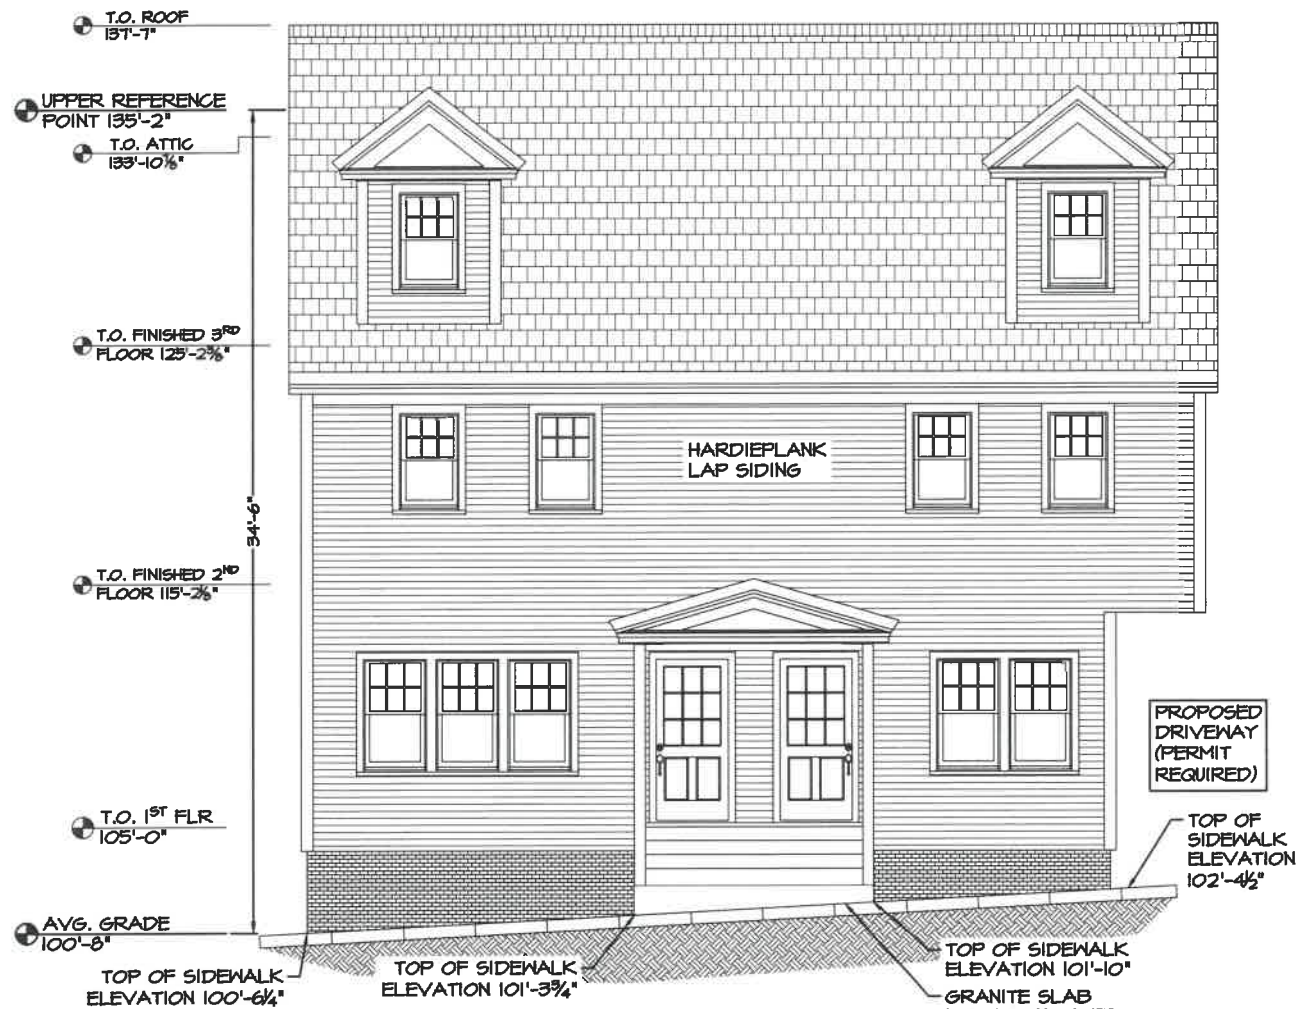 T.O. ROOF
137'-7"
UPPER REFERENCE
POINT 135'-2"
T.O. ATTIC
133'-10⅛"
T.O. FINISHED 3RD
FLOOR 125'-2⅜"
HARDIEPLANK
LAP SIDING
34'-6"
T.O. FINISHED 2ND
FLOOR 115'-2⅛"
PROPOSED
DRIVEWAY
(PERMIT
REQUIRED)
T.O. 1ST FLR
105'-0"
TOP OF
SIDEWALK
ELEVATION
102'-4½"
AVG. GRADE
100'-8"
TOP OF SIDEWALK
ELEVATION 100'-6¼"
TOP OF SIDEWALK
ELEVATION 101'-3¾"
TOP OF SIDEWALK
ELEVATION 101'-10"
GRANITE SLAB